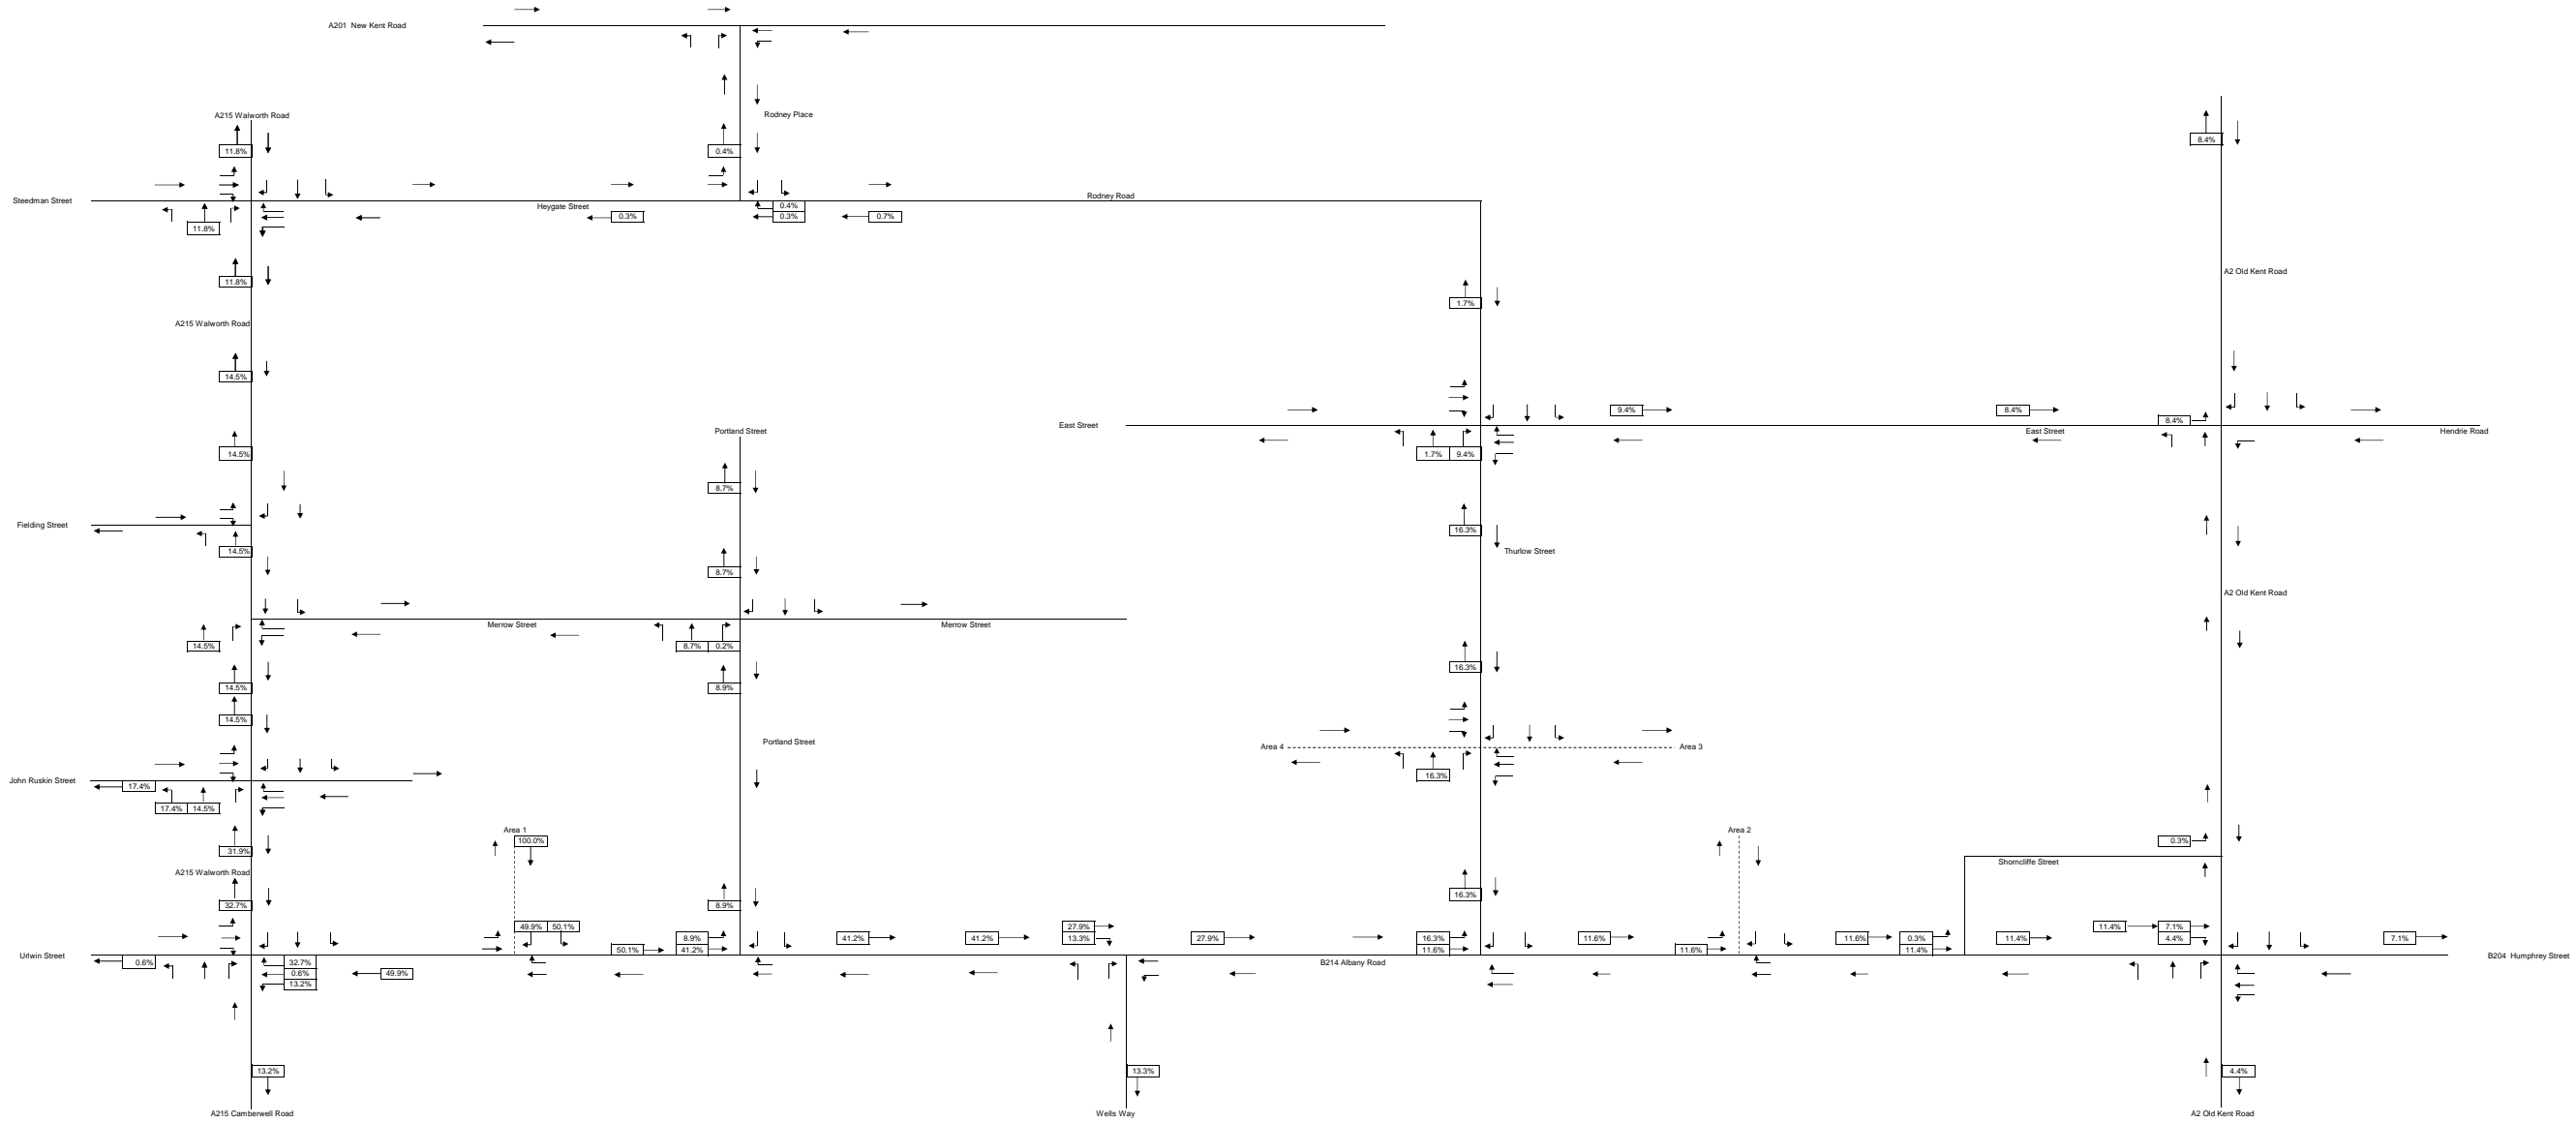 A201 New Kent Road
A215 Walworth Road
Rodney Place
8.4%
11.8%
0.4%
Steedman Street
Rodney Road
Heygate Street
0.4%
0.3%
0.3%
0.7%
11.8%
A2 Old Kent Road
11.8%
1.7%
A215 Walworth Road
14.5%
9.4%
8.4%
8.4%
East Street
East Street
Hendrie Road
Portland Street
14.5%
1.7%
9.4%
8.7%
Fielding Street
16.3%
14.5%
Thurlow Street
8.7%
A2 Old Kent Road
Merrow Street
Merrow Street
14.5%
8.7%
0.2%
16.3%
14.5%
8.9%
14.5%
Portland Street
Area 4
Area 3
16.3%
John Ruskin Street
17.4%
17.4%
14.5%
Area 1
Area 2
100.0%
0.3%
31.9%
Shorncliffe Street
A215 Walworth Road
16.3%
32.7%
8.9%
49.9%
50.1%
27.9%
11.4%
7.1%
8.9%
41.2%
41.2%
13.3%
27.9%
16.3%
11.6%
11.6%
0.3%
11.4%
4.4%
7.1%
50.1%
41.2%
11.6%
11.6%
11.4%
Urlwin Street
0.6%
32.7%
B214 Albany Road
B204 Humphrey Street
0.6%
49.9%
13.2%
13.2%
13.3%
4.4%
A215 Camberwell Road
Wells Way
A2 Old Kent Road